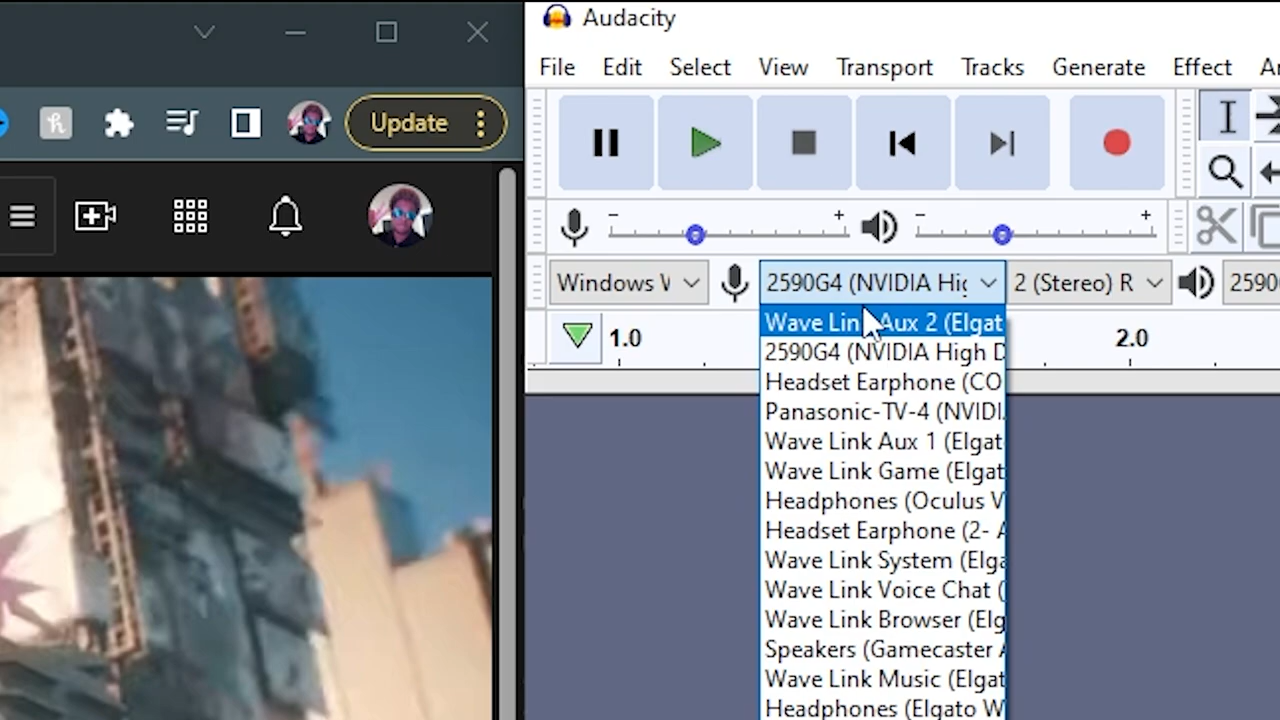 Audacity
File Edit Select View Transport Tracks Generate Effect
Update
Windows 2590G4 (NVIDIA 2 (Stereo) R
1.0 2.0
Wave Aux 2 (Elgat
2590G4 (NVIDIA High D
Headset Earphone (CO
Panasonic-TV-4 (NVIDI
Wave Link Aux 1 (Elgat
Wave Link Game (Elgat
Headphones (Oculus V
Headset Earphone (2- A
Wave Link System (Elga
Wave Link Voice Chat (
Wave Link Browser (Elg
Speakers (Gamecaster A
Wave Link Music (Elgat
Headphones (Elgato W